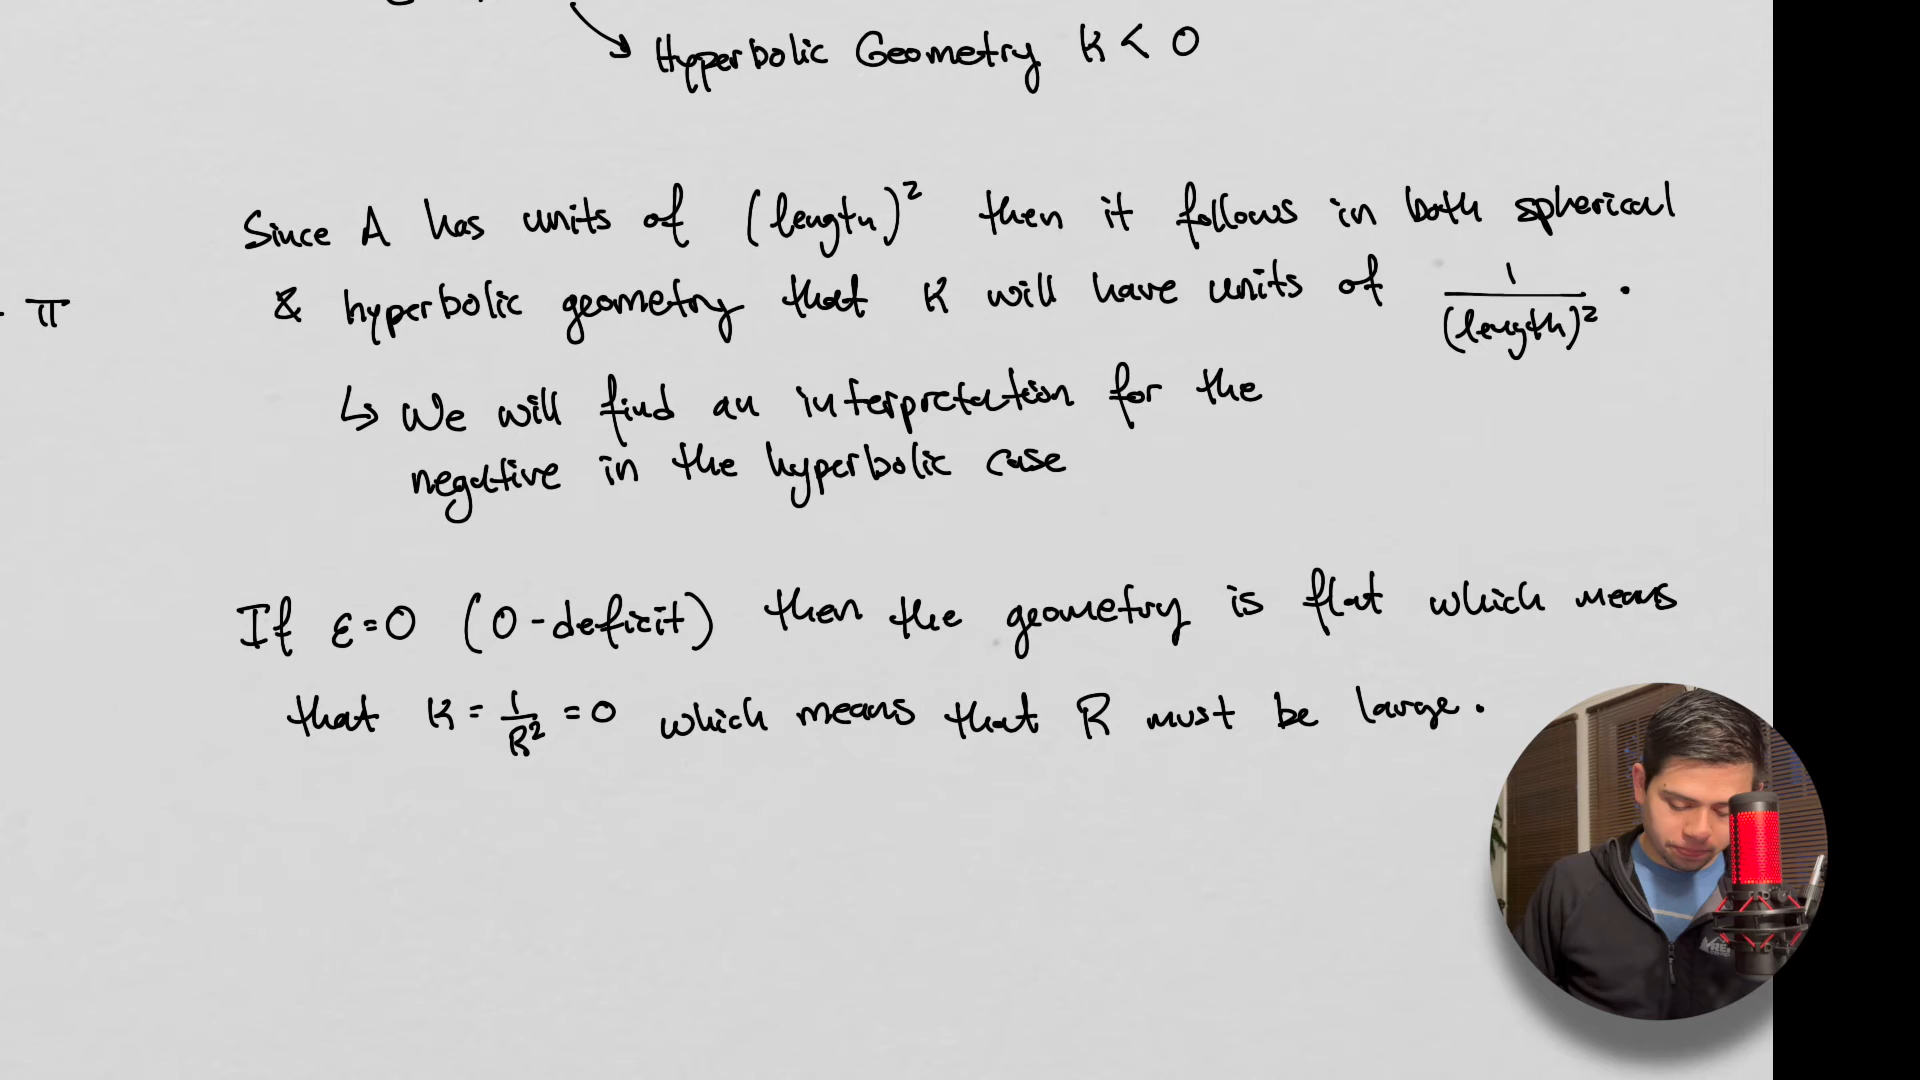 Hyperbolic Geometry K < 0
Since A has units of (length)² then it follows in both spherical
π & hyperbolic geometry that K will have units of 1/(length)² .
↳ We will find an interpretation for the
negative in the hyperbolic case
If ε=0 (0-deficit) then the geometry is flat which means
that K = 1/R² = 0 which means that R must be large.